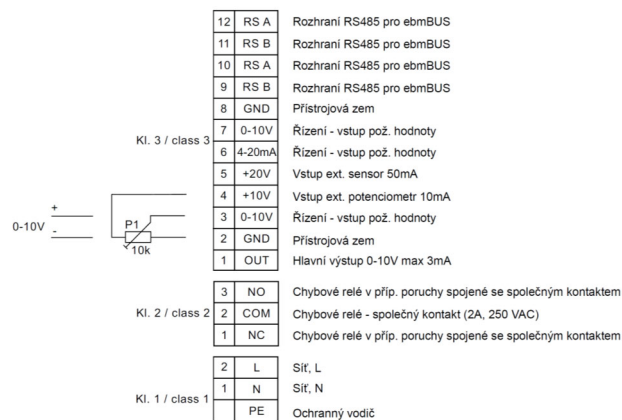 12 RS A Rozhraní RS485 pro ebmBUS
11 RS B Rozhraní RS485 pro ebmBUS
10 RS A Rozhraní RS485 pro ebmBUS
9 RS B Rozhraní RS485 pro ebmBUS
8 GND Přístrojová zem
7 0-10V Řízení - vstup pož. hodnoty
Kl. 3 / class 3
6 4-20mA Řízení - vstup pož. hodnoty
5 +20V Vstup ext. sensor 50mA
4 +10V Vstup ext. potenciometr 10mA
+
0-10V
-
P1
10k
3 0-10V Řízení - vstup pož. hodnoty
2 GND Přístrojová zem
1 OUT Hlavní výstup 0-10V max 3mA
3 NO Chybové relé v příp. poruchy spojené se společným kontaktem
Kl. 2 / class 2 2 COM Chybové relé - společný kontakt (2A, 250 VAC)
1 NC Chybové relé v příp. poruchy spojené se společným kontaktem
2 L Síť, L
1 N Síť, N
Kl. 1 / class 1
PE Ochranný vodič